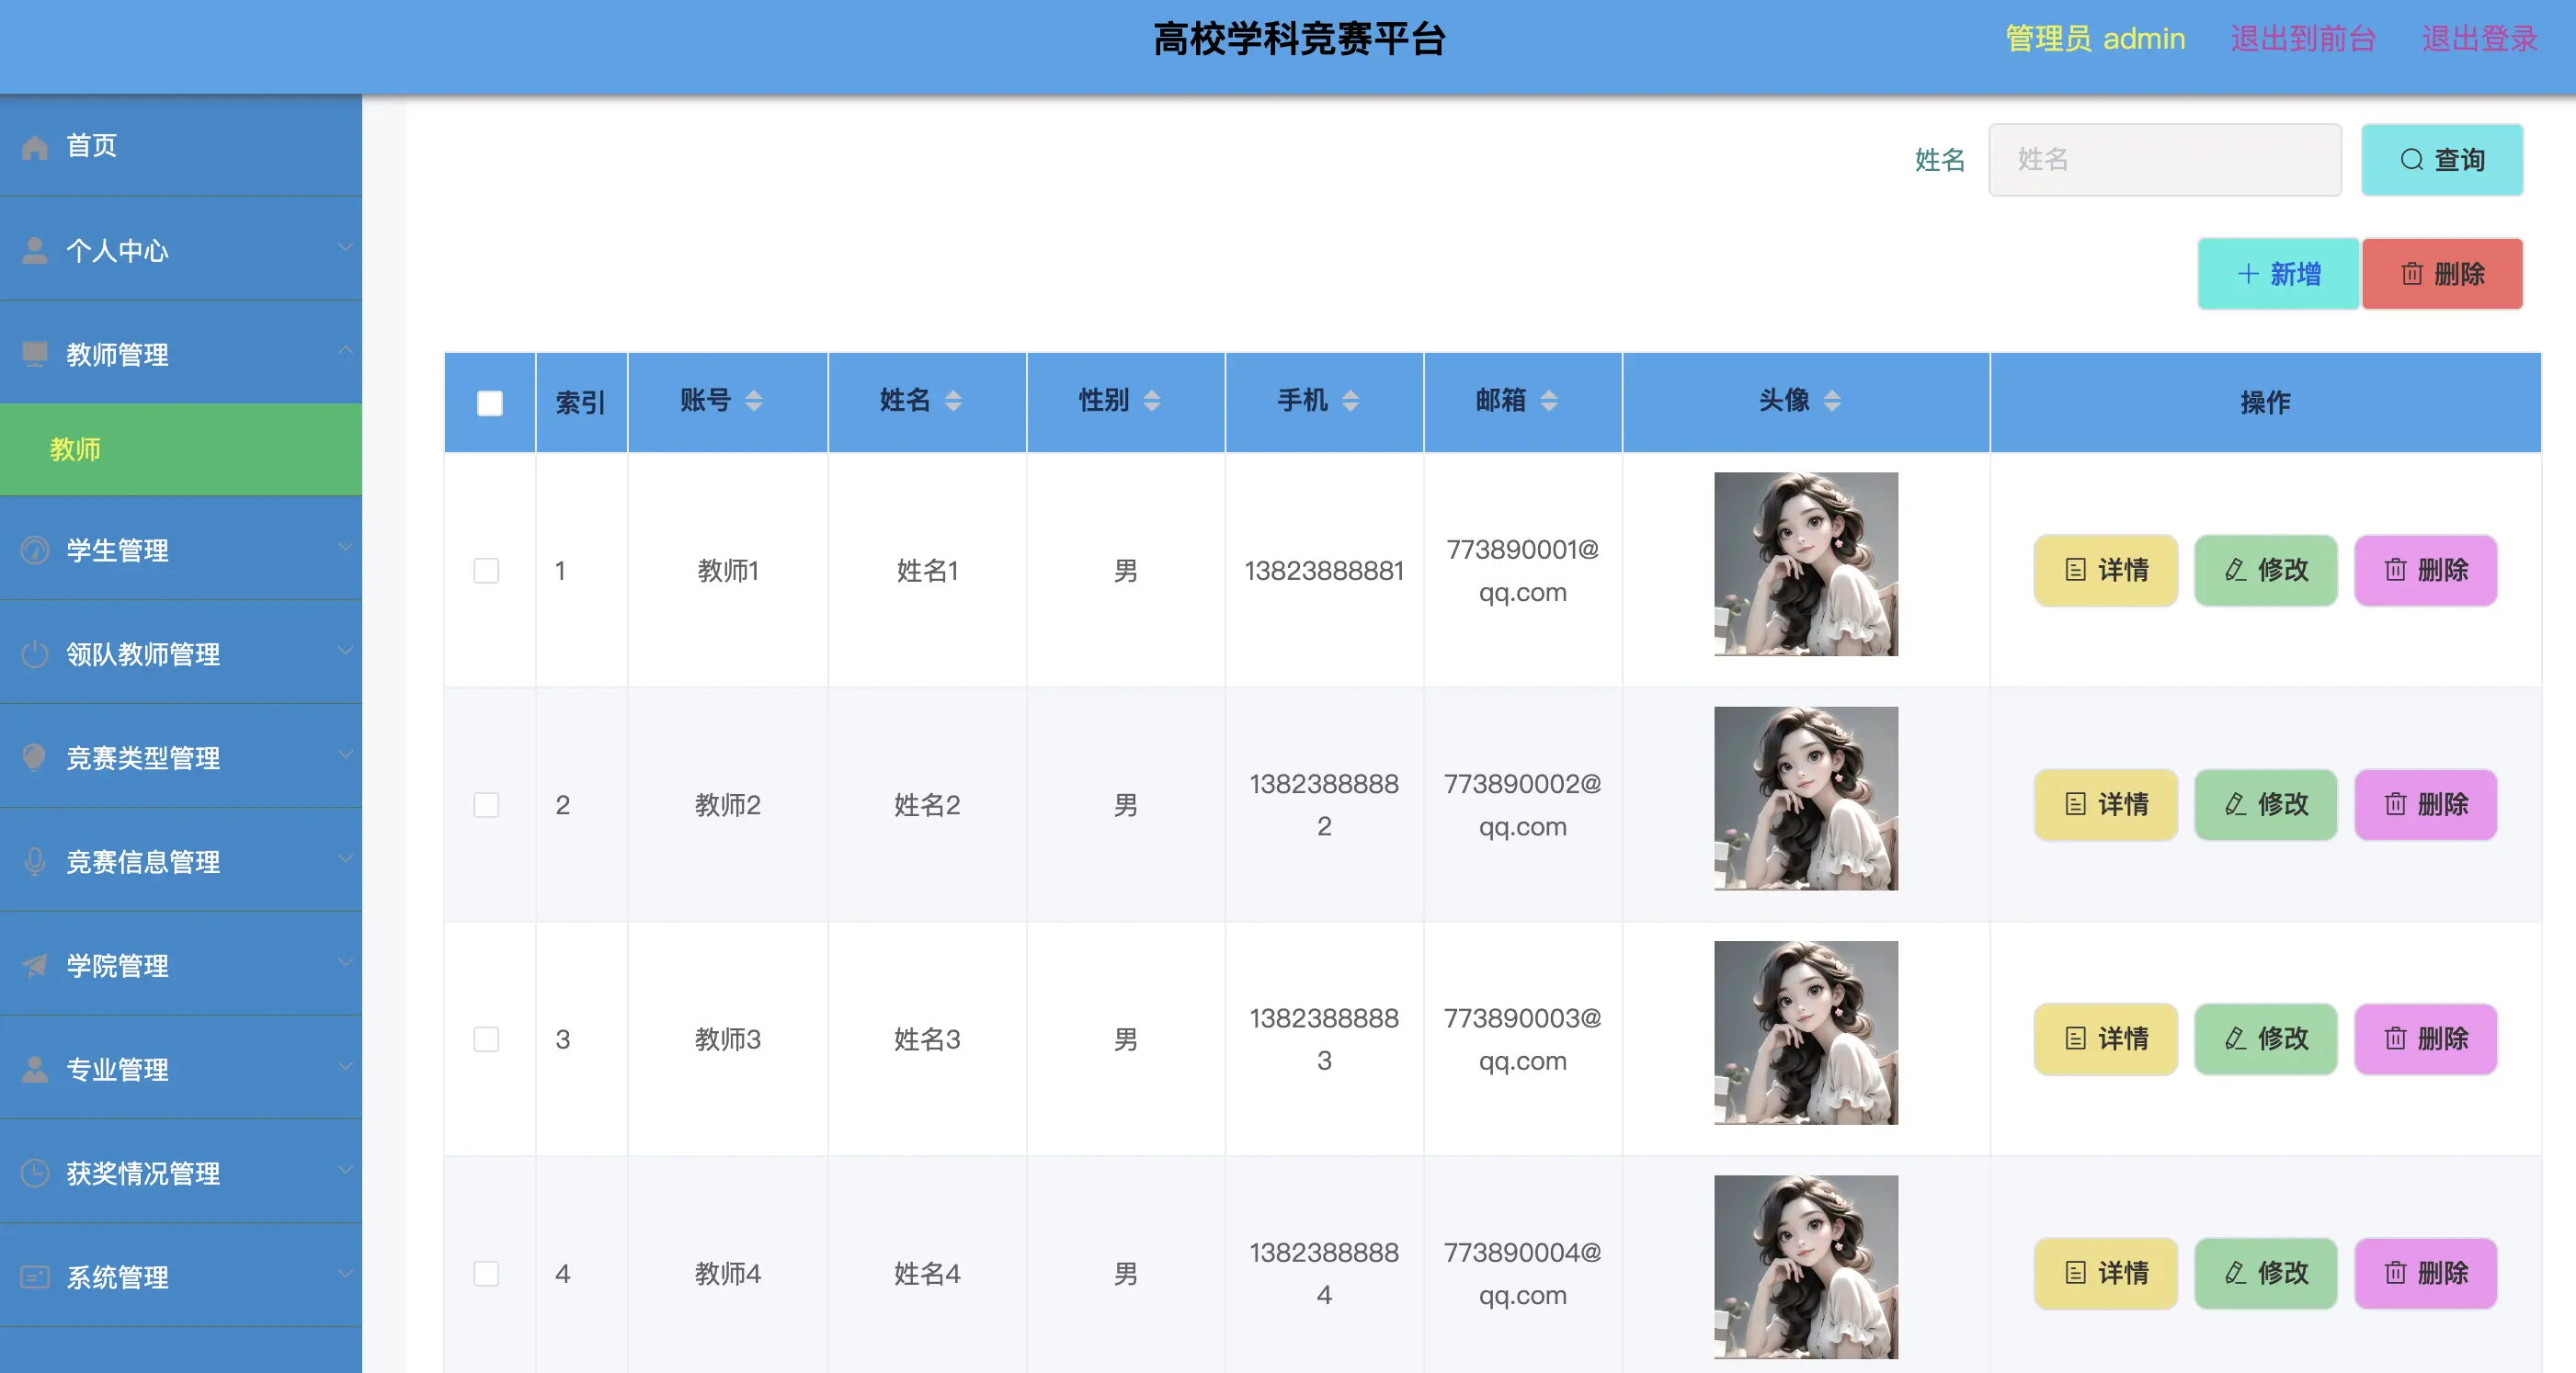 高校学科竞赛平台
管理员 admin 退出到前台 退出登录
首页
个人中心
教师管理
教师
学生管理
领队教师管理
竞赛类型管理
竞赛信息管理
学院管理
专业管理
获奖情况管理
系统管理
姓名 姓名 查询
新增 删除
索引 账号 姓名 性别 手机 邮箱 头像 操作
1 教师1 姓名1 男 13823888881 773890001@
qq.com
详情 修改 删除
2 教师2 姓名2 男 1382388888
2
773890002@
qq.com
详情 修改 删除
3 教师3 姓名3 男 1382388888
3
773890003@
qq.com
详情 修改 删除
4 教师4 姓名4 男 1382388888
4
773890004@
qq.com
详情 修改 删除